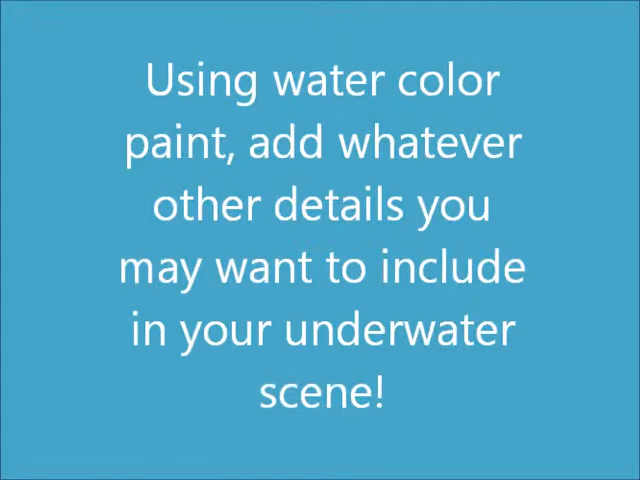 Using water color
paint, add whatever
other details you
may want to include
in your underwater
scene!